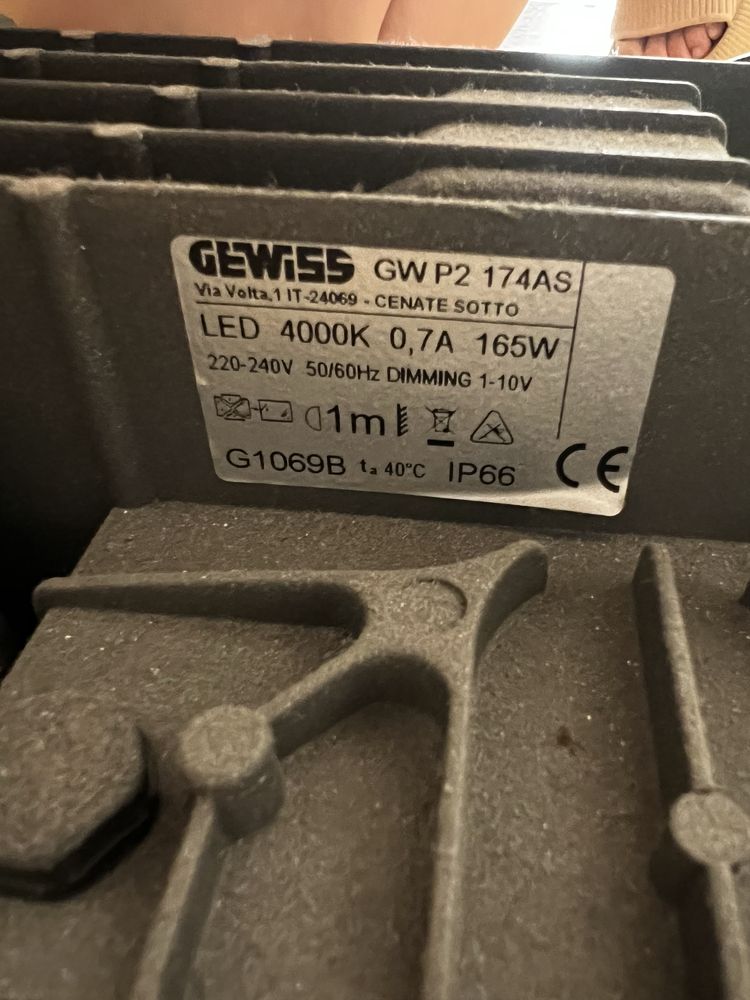 GEWISS GW P2 174AS
Via Volta,1 IT-24069 - CENATE SOTTO
LED 4000K 0,7A 165W
220-240V 50/60Hz DIMMING 1-10V
1m
G1069B ta 40°C IP66 CE